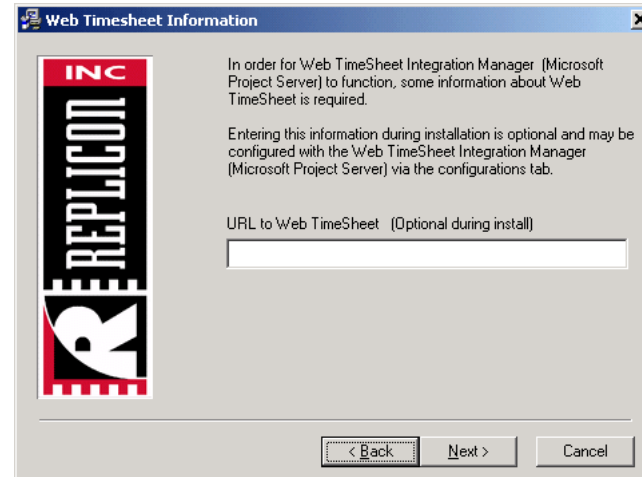 Web Timesheet Information
INC
REPLICON
R
In order for Web TimeSheet Integration Manager (Microsoft
Project Server) to function, some information about Web
TimeSheet is required.
Entering this information during installation is optional and may be
configured with the Web TimeSheet Integration Manager
(Microsoft Project Server) via the configurations tab.
URL to Web TimeSheet (Optional during install)
< Back
Next >
Cancel